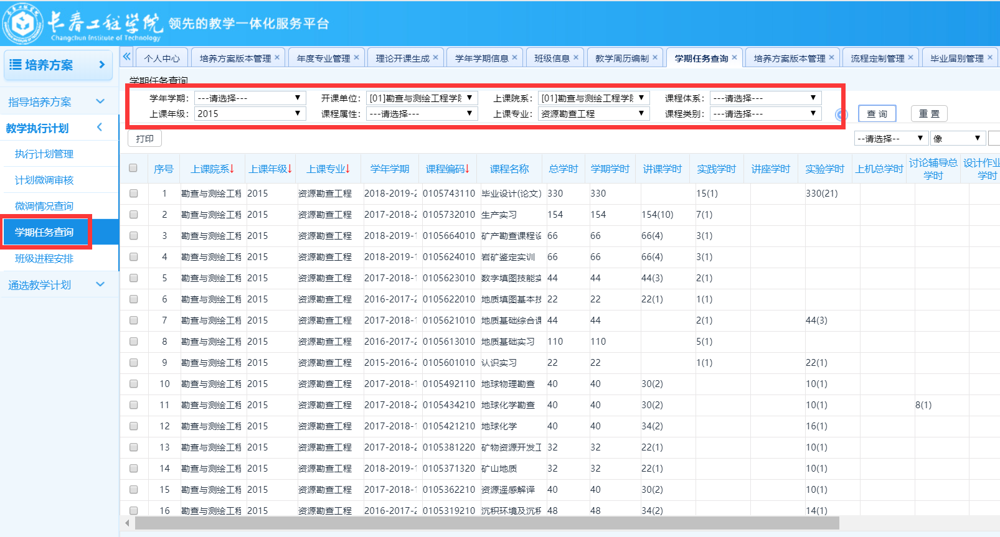 长春工程学院
Changchun Institute of Technology
领先的教学一体化服务平台
培养方案
个人中心 培养方案版本管理 × 年度专业管理 × 理论开课生成 × 学年学期信息 × 班级信息 × 教学周历编制 × 学期任务查询 × 培养方案版本管理 × 流程定制管理 × 毕业届别管理 ×
指导培养方案
教学执行计划
执行计划管理
计划微调审核
微调情况查询
学期任务查询
班级进程安排
通选教学计划
学期任务查询
学年学期： ---请选择--- 开课单位： [01]勘查与测绘工程学院 上课院系： [01]勘查与测绘工程学院 课程体系： ---请选择---
上课年级： 2015 课程属性： ---请选择--- 上课专业： 资源勘查工程 课程类别： ---请选择--- 查 询 重 置
打印 --请选择-- 像
序号 上课院系↓ 上课年级↓ 上课专业↓ 学年学期 课程编码↓ 课程名称 总学时 学期学时 讲课学时 实践学时 讲座学时 实验学时 上机总学时 讨论辅导总学时 设计作业学时
1 勘查与测绘工程 2015 资源勘查工程 2018-2019-2 0105743110 毕业设计(论文) 330 330 15(1) 330(21)
2 勘查与测绘工程 2015 资源勘查工程 2017-2018-2 0105732010 生产实习 154 154 154(10) 7(1)
3 勘查与测绘工程 2015 资源勘查工程 2018-2019-1 0105664010 矿产勘查课程设 66 66 66(4) 3(1)
4 勘查与测绘工程 2015 资源勘查工程 2018-2019-1 0105624010 岩矿鉴定实训 66 66 66(4) 3(1)
5 勘查与测绘工程 2015 资源勘查工程 2017-2018-1 0105623010 数字填图技能实 44 44 44(3) 2(1)
6 勘查与测绘工程 2015 资源勘查工程 2016-2017-2 0105622010 地质填图基本技 22 22 22(1) 1(1)
7 勘查与测绘工程 2015 资源勘查工程 2017-2018-1 0105621010 地质基础综合课 44 44 2(1) 44(3)
8 勘查与测绘工程 2015 资源勘查工程 2016-2017-2 0105613010 地质基础实习 110 110 5(1)
9 勘查与测绘工程 2015 资源勘查工程 2015-2016-2 0105601010 认识实习 22 22 1(1) 22(1)
10 勘查与测绘工程 2015 资源勘查工程 2017-2018-1 0105492110 地球物理勘查 40 40 30(2) 10(1)
11 勘查与测绘工程 2015 资源勘查工程 2017-2018-2 0105434210 地球化学勘查 40 40 30(2) 10(1) 8(1)
12 勘查与测绘工程 2015 资源勘查工程 2017-2018-1 0105421210 地球化学 40 40 34(2) 16(1)
13 勘查与测绘工程 2015 资源勘查工程 2017-2018-2 0105381220 矿物资源开发工 32 32 22(1) 10(1)
14 勘查与测绘工程 2015 资源勘查工程 2018-2019-1 0105371320 矿山地质 32 32 22(1) 10(1)
15 勘查与测绘工程 2015 资源勘查工程 2017-2018-1 0105362210 资源遥感解译 40 40 30(2) 10(1)
16 勘查与测绘工程 2015 资源勘查工程 2016-2017-2 0105319210 沉积环境及沉积 48 48 34(2) 14(1)